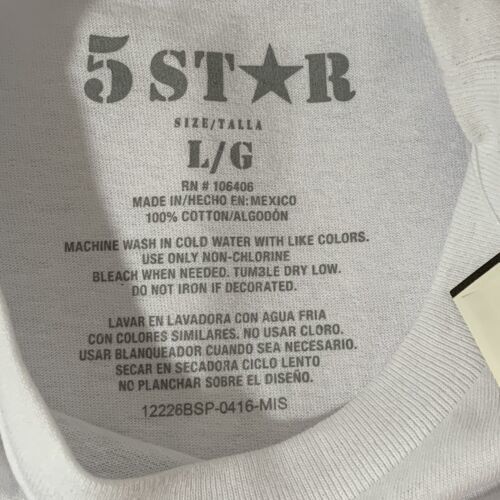 5 ST★R
SIZE/TALLA
L/G
RN # 106406
MADE IN/HECHO EN: MEXICO
100% COTTON/ALGODÓN
MACHINE WASH IN COLD WATER WITH LIKE COLORS.
USE ONLY NON-CHLORINE
BLEACH WHEN NEEDED. TUM3LE DRY LOW.
DO NOT IRON IF DECORATED.
LAVAR EN LAVADORA CON AGUA FRIA
CON COLORES SIMILARES. NO USAR CLORO.
USAR BLANQUEADOR CUANDO SEA NECESARIO.
SECAR EN SECADORA CICLO LENTO
NO PLANCHAR SOBRE EL DISEÑO.
12226BSP-0416-MIS